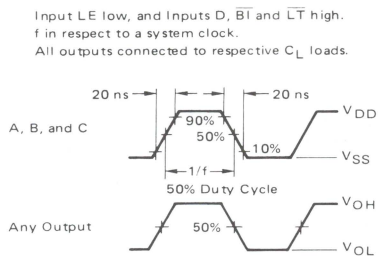 Input LE low, and Inputs D, B̅I̅ and L̅T̅ high.
f in respect to a system clock.
All outputs connected to respective CL loads.
20 ns 20 ns
90%
A, B, and C 50%
10%
VDD
VSS
1/f
50% Duty Cycle
Any Output 50%
VOH
VOL